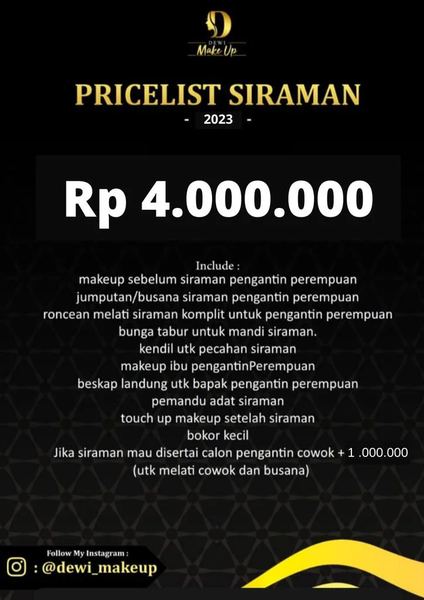 DEWI
Make Up
PRICELIST SIRAMAN
- 2023 -
Rp 4.000.000
Include :
makeup sebelum siraman pengantin perempuan
jumputan/busana siraman pengantin perempuan
roncean melati siraman komplit untuk pengantin perempuan
bunga tabur untuk mandi siraman.
kendil utk pecahan siraman
makeup ibu pengantinPerempuan
beskap landung utk bapak pengantin perempuan
pemandu adat siraman
touch up makeup setelah siraman
bokor kecil
Jika siraman mau disertai calon pengantin cowok + 1 .000.000
(utk melati cowok dan busana)
Follow My Instagram :
: @dewi_makeup